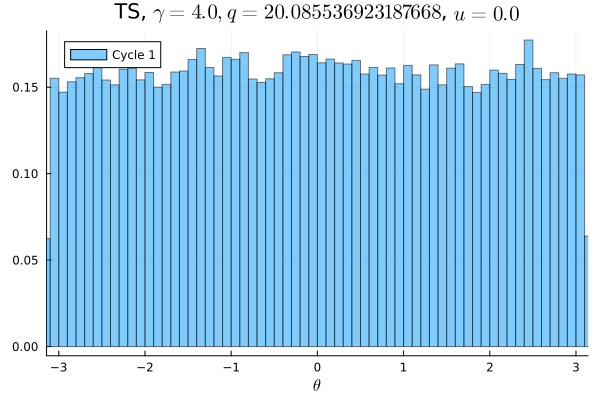 TS, γ = 4.0, q = 20.085536923187668, u = 0.0
Cycle 1
0.15
0.10
0.05
0.00
−3 −2 −1 0 1 2 3
θ